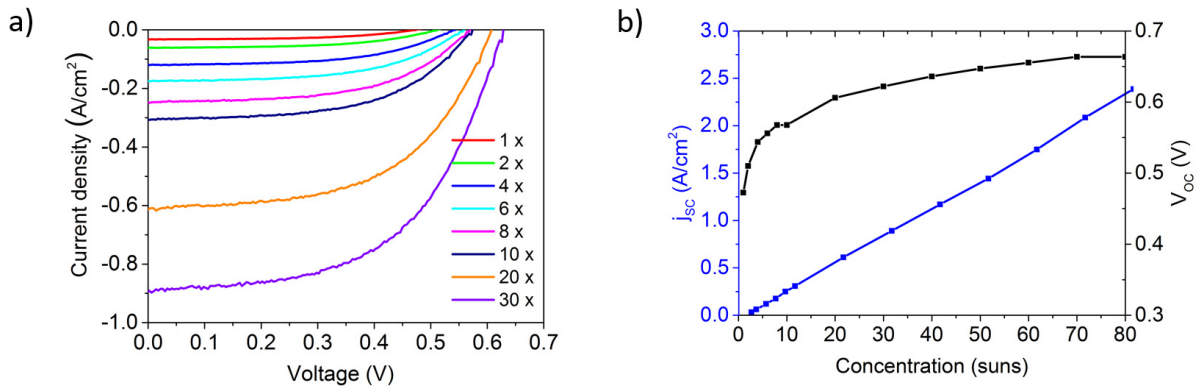 a)
Current density (A/cm²)
0.0
-0.2
-0.4
-0.6
-0.8
-1.0
0.0 0.1 0.2 0.3 0.4 0.5 0.6 0.7
Voltage (V)
1 x
2 x
4 x
6 x
8 x
10 x
20 x
30 x
b)
jSC (A/cm²)
3.0
2.5
2.0
1.5
1.0
0.5
0.0
0 10 20 30 40 50 60 70 80
Concentration (suns)
0.7
0.6
0.5
0.4
0.3
VOC (V)